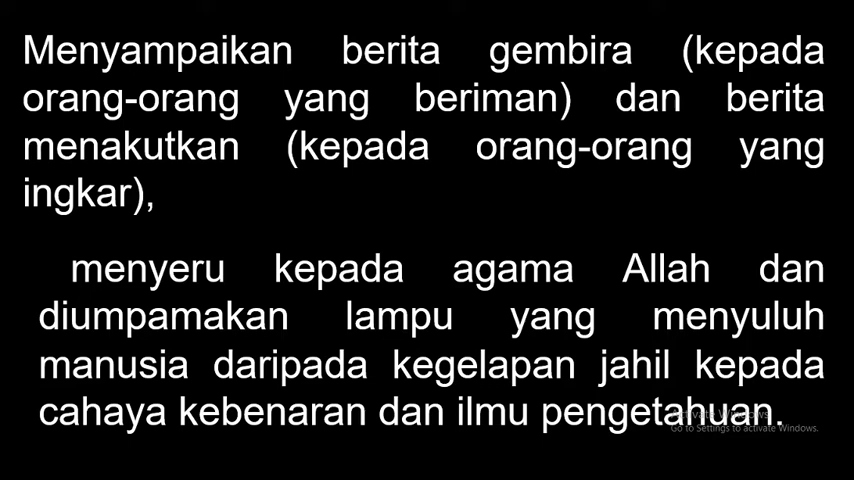 Menyampaikan berita gembira (kepada
orang-orang yang beriman) dan berita
menakutkan (kepada orang-orang yang
ingkar),
menyeru kepada agama Allah dan
diumpamakan lampu yang menyuluh
manusia daripada kegelapan jahil kepada
cahaya kebenaran dan ilmu pengetahuan.
Activate Windows
Go to Settings to activate Windows.